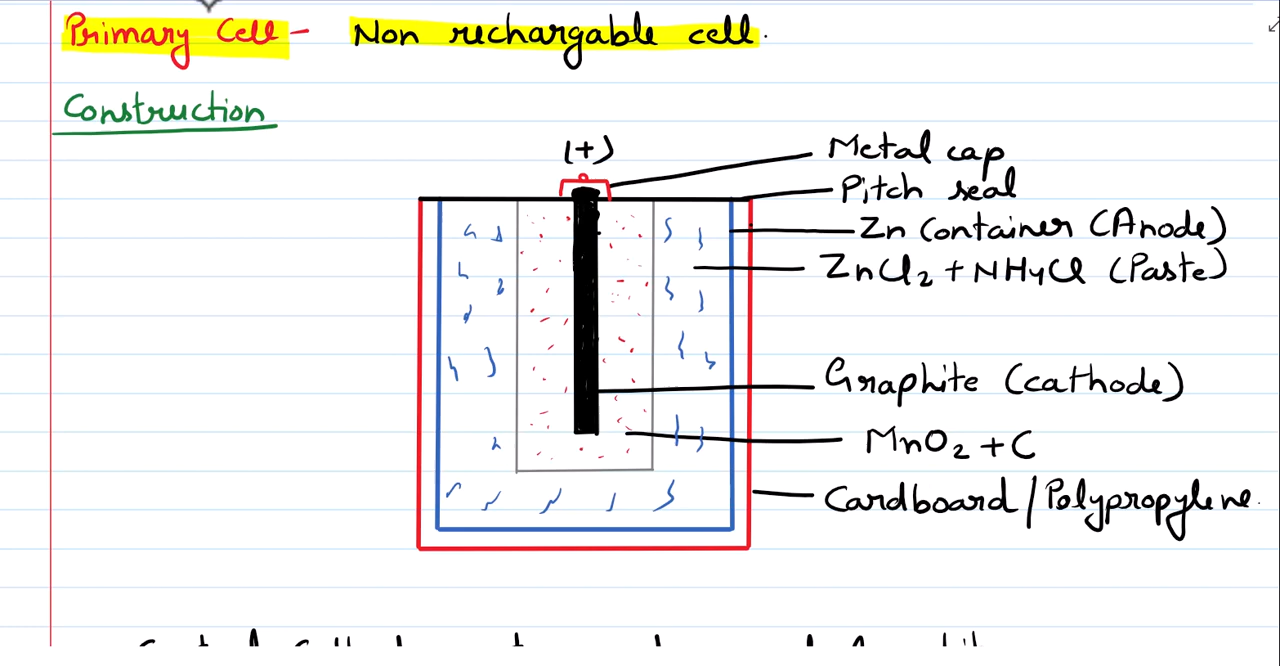 Primary Cell - Non rechargable cell.
Construction
(+)
Metal cap
Pitch seal
Zn Container (Anode)
ZnCl₂ + NH4Cl (Paste)
Graphite (cathode)
MnO₂ + C
Cardboard / Polypropylene.